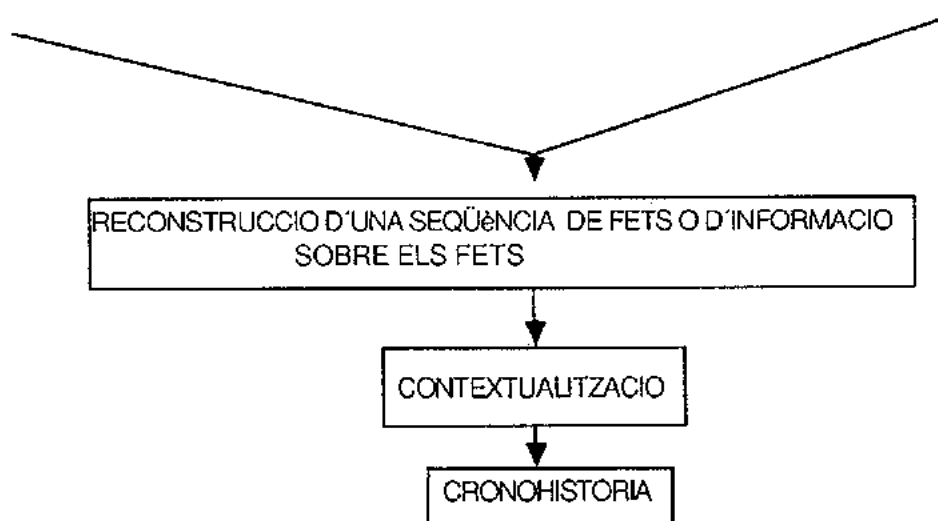 RECONSTRUCCIO D´UNA SEQÜèNCIA DE FETS O D´INFORMACIO
SOBRE ELS FETS
CONTEXTUALITZACIO
CRONOHISTORIA